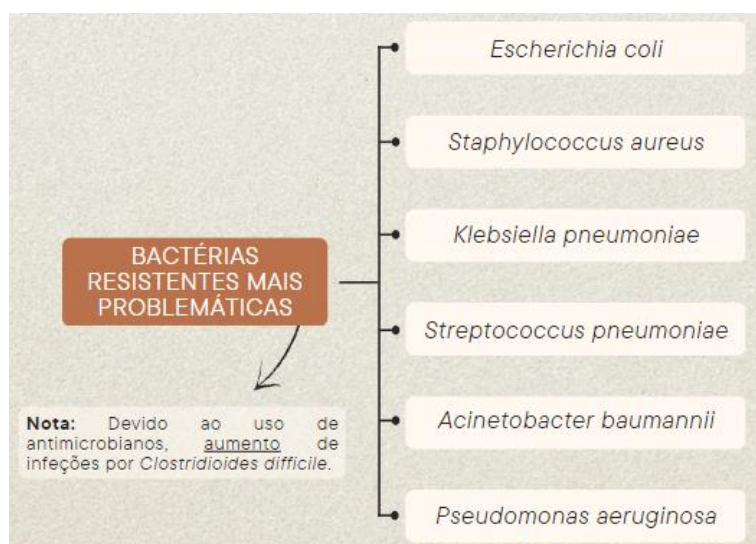 BACTÉRIAS
RESISTENTES MAIS
PROBLEMÁTICAS
Nota: Devido ao uso de
antimicrobianos, aumento de
infeções por Clostridioides difficile.
Escherichia coli
Staphylococcus aureus
Klebsiella pneumoniae
Streptococcus pneumoniae
Acinetobacter baumannii
Pseudomonas aeruginosa